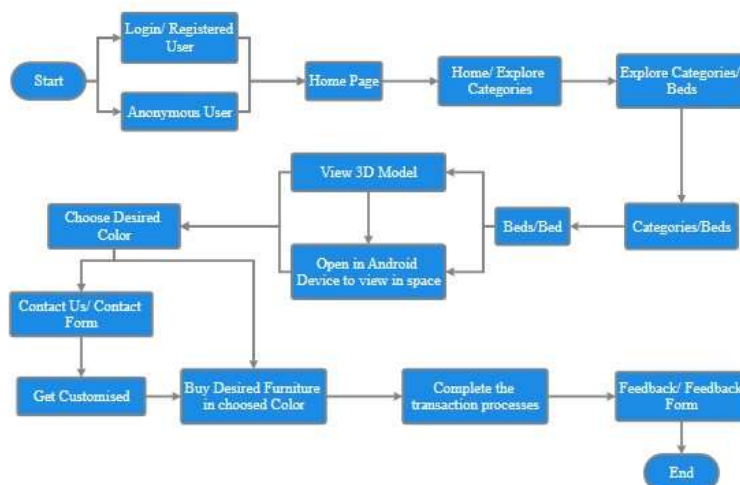 Login/ Registered
User
Start
Anonymous User
Home Page
Home/ Explore
Categories
Explore Categories/
Beds
View 3D Model
Choose Desired
Color
Beds/Bed
Categories/Beds
Open in Android
Device to view in space
Contact Us/ Contact
Form
Get Customised
Buy Desired Furniture
in choosed Color
Complete the
transaction processes
Feedback/ Feedback
Form
End